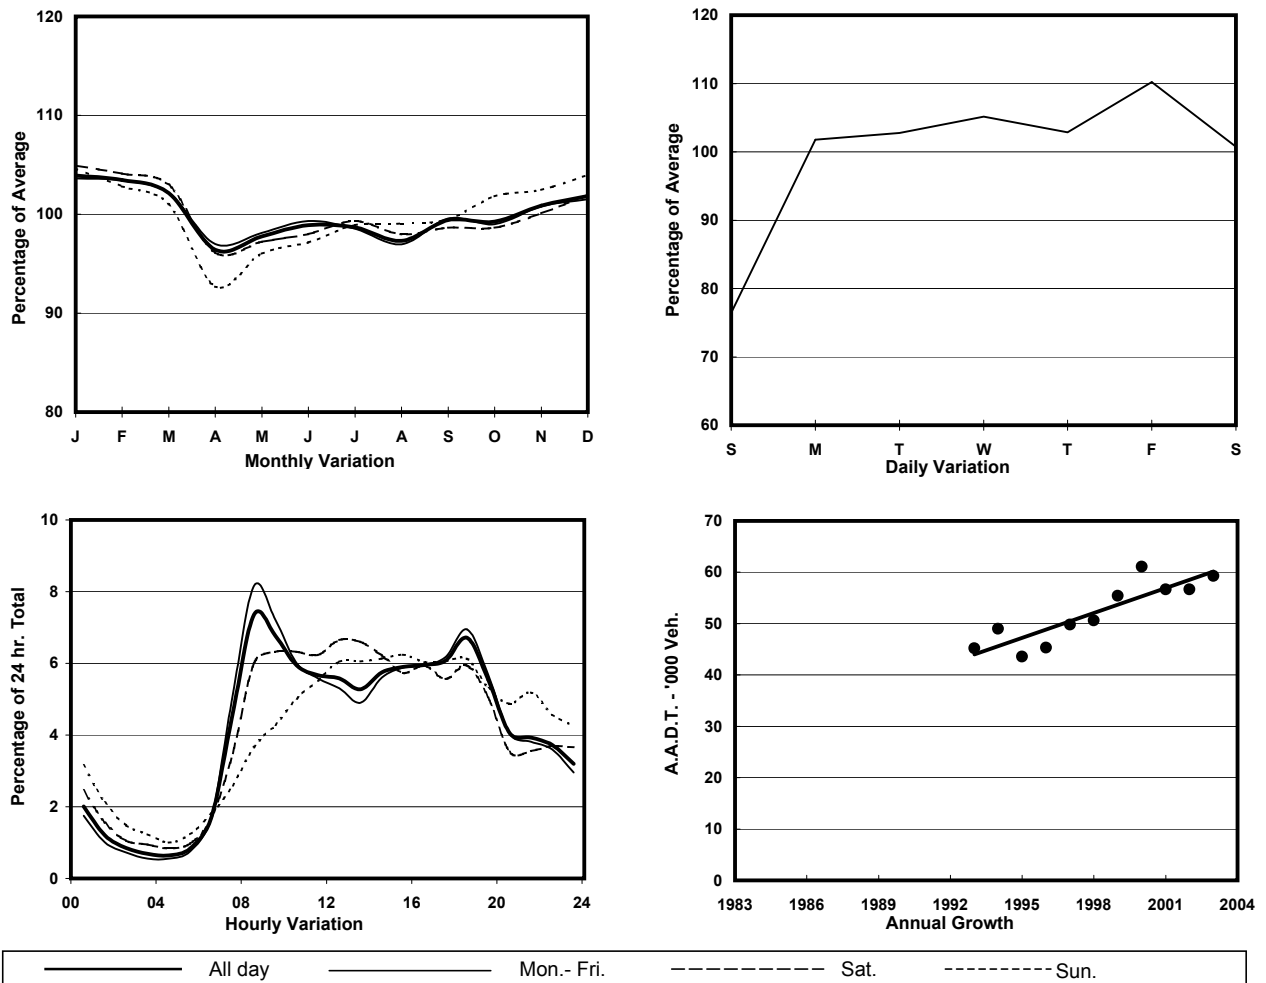 120
110
100
90
80
Percentage of Average
J F M A M J J A S O N D
Monthly Variation
120
110
100
90
80
70
60
Percentage of Average
S M T W T F S
Daily Variation
10
8
6
4
2
0
Percentage of 24 hr. Total
00 04 08 12 16 20 24
Hourly Variation
70
60
50
40
30
20
10
0
A.A.D.T. - '000 Veh.
1983 1986 1989 1992 1995 1998 2001 2004
Annual Growth
All day Mon.- Fri. Sat. Sun.